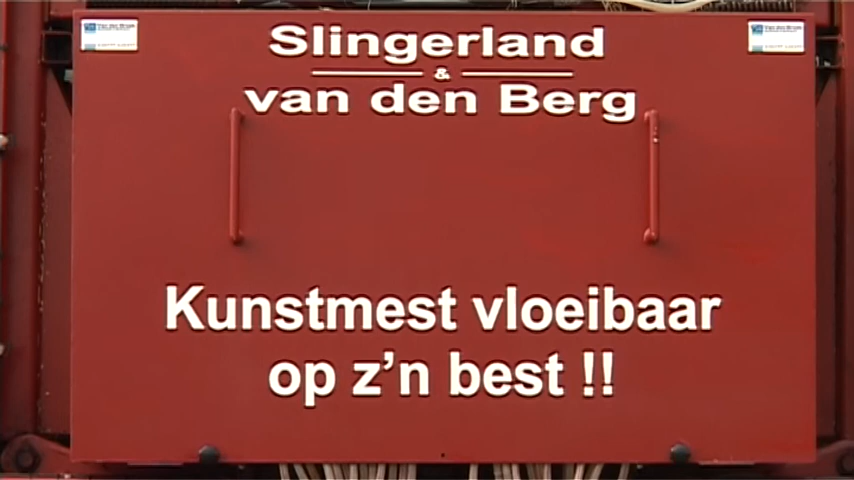 Slingerland
&
van den Berg
Kunstmest vloeibaar
op z'n best !!